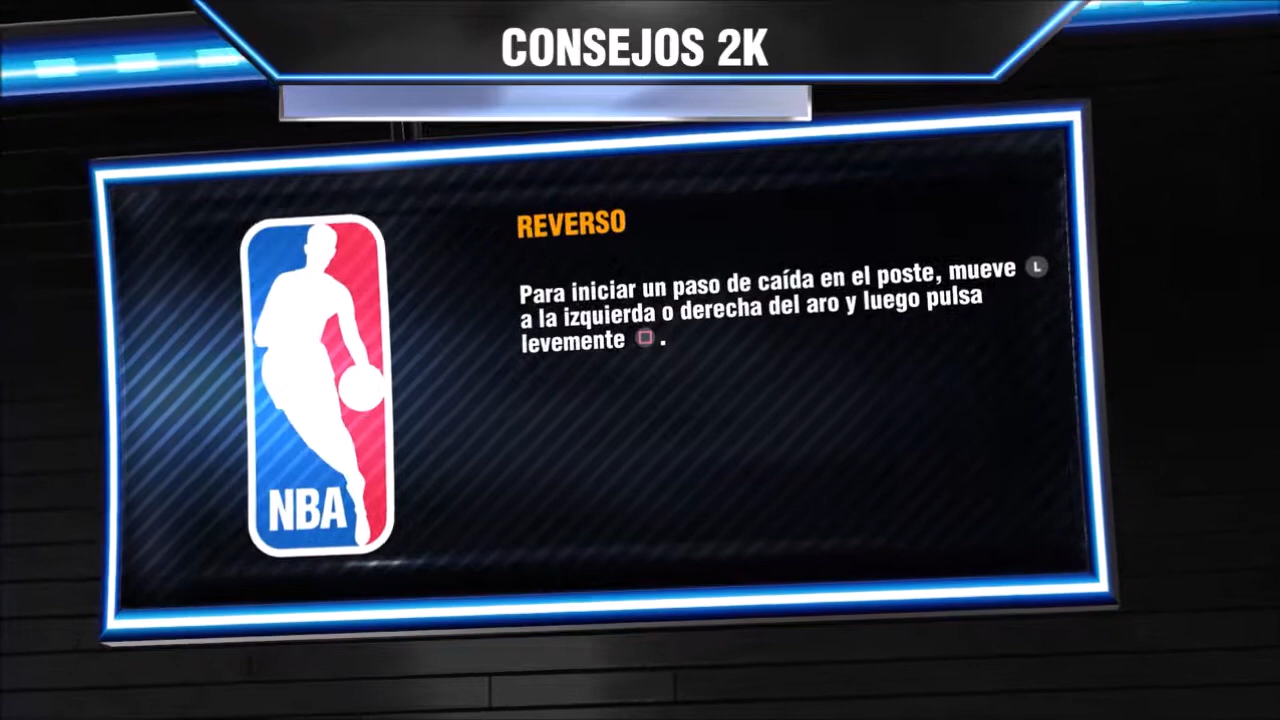 CONSEJOS 2K
REVERSO
Para iniciar un paso de caída en el poste, mueve L
a la izquierda o derecha del aro y luego pulsa
levemente □ .
NBA